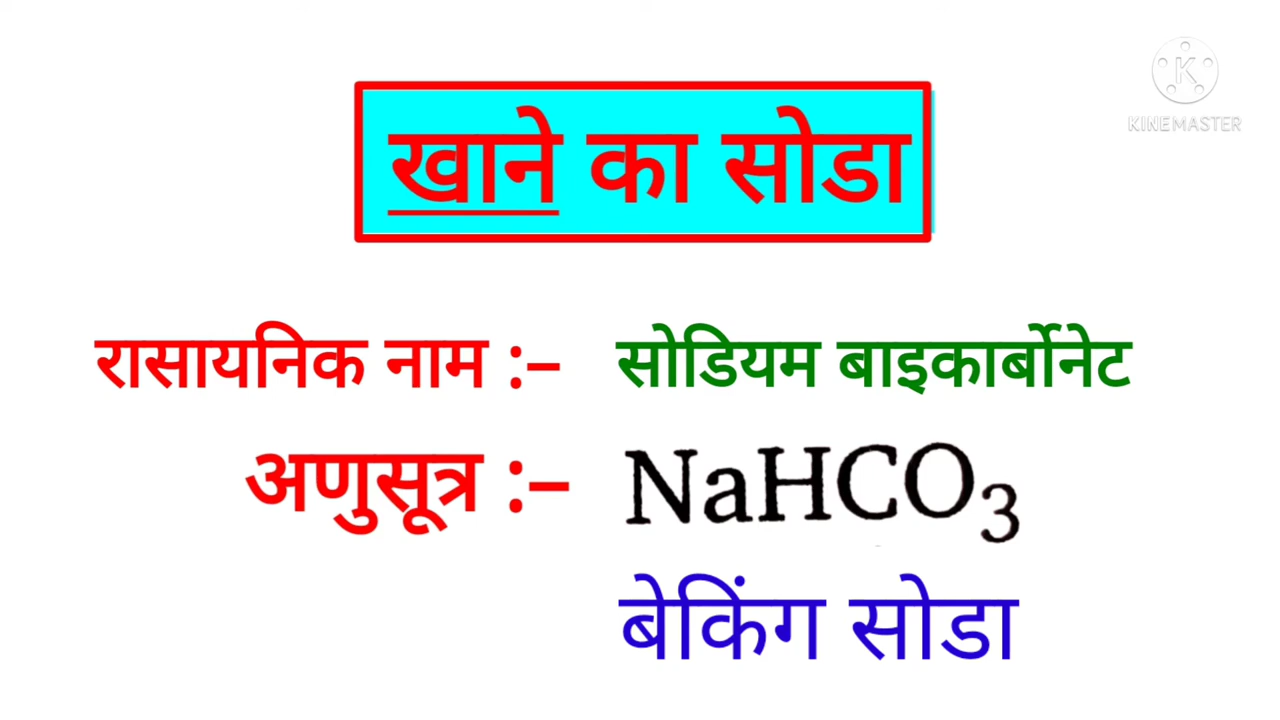 खाने का सोडा
KINEMASTER
रासायनिक नाम :– सोडियम बाइकार्बोनेट
अणुसूत्र :– NaHCO₃
बेकिंग सोडा